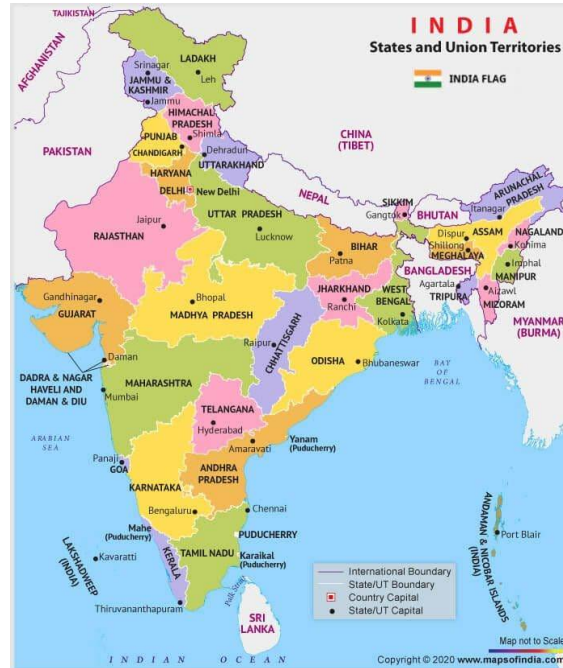 TAJIKISTAN
AFGHANISTAN
INDIA
States and Union Territories
INDIA FLAG
LADAKH
Srinagar
Leh
JAMMU &
KASHMIR
Jammu
HIMACHAL
PRADESH
Shimla
PUNJAB
CHANDIGARH
Dehradun
UTTARAKHAND
PAKISTAN
CHINA
(TIBET)
HARYANA
DELHI
New Delhi
NEPAL
SIKKIM
Gangtok
BHUTAN
ARUNACHAL
PRADESH
Itanagar
RAJASTHAN
Jaipur
UTTAR PRADESH
Lucknow
BIHAR
Patna
Dispur
ASSAM
NAGALAND
Shillong
MEGHALAYA
Kohima
Imphal
MANIPUR
BANGLADESH
Agartala
TRIPURA
Aizawl
MIZORAM
MYANMAR
(BURMA)
Gandhinagar
GUJARAT
Bhopal
MADHYA PRADESH
JHARKHAND
Ranchi
WEST
BENGAL
Kolkata
Raipur
CHHATTISGARH
ODISHA
Bhubaneswar
BAY
OF
BENGAL
Daman
DADRA & NAGAR
HAVELI AND
DAMAN & DIU
Mumbai
MAHARASHTRA
TELANGANA
Hyderabad
ARABIAN
SEA
Yanam
(Puducherry)
Amaravati
ANDHRA
PRADESH
Panaji
GOA
KARNATAKA
Bengaluru
Chennai
Mahe
(Puducherry)
PUDUCHERRY
TAMIL NADU
Karaikal
(Puducherry)
KERALA
LAKSHADWEEP
(INDIA)
Kavaratti
Thiruvananthapuram
Palk Strait
SRI
LANKA
ANDAMAN & NICOBAR ISLANDS
(INDIA)
Port Blair
International Boundary
State/UT Boundary
Country Capital
State/UT Capital
INDIAN OCEAN
Map not to Scale
Copyright © 2020 www.mapsofindia.com